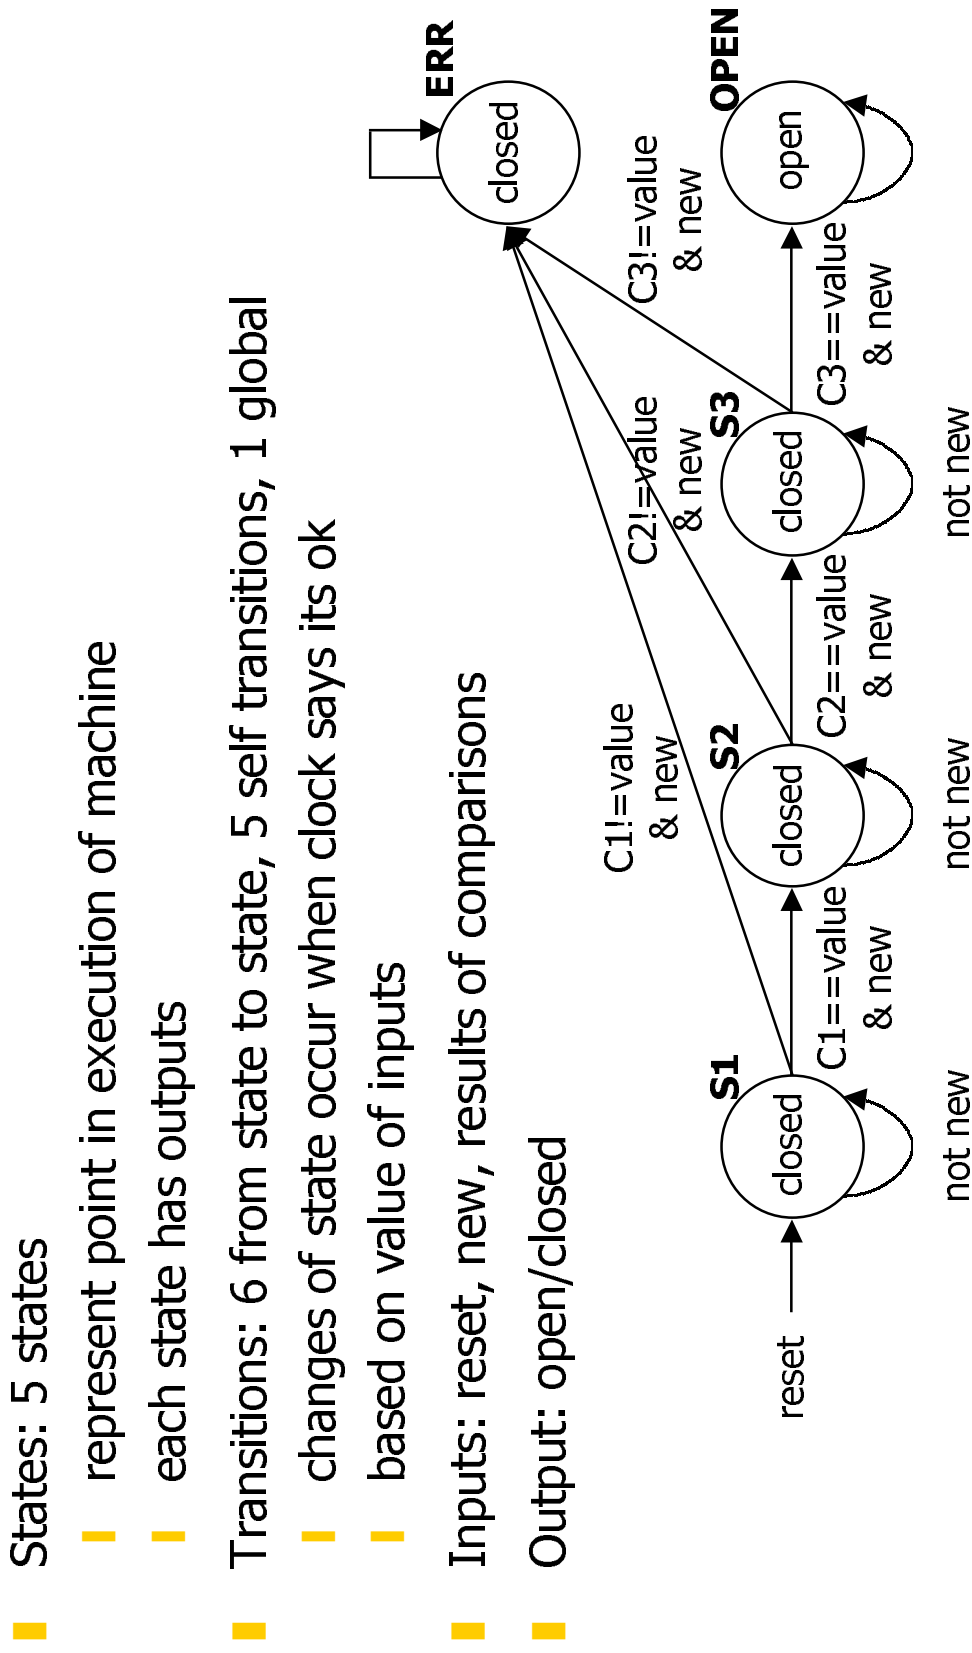 States: 5 states
represent point in execution of machine
each state has outputs
Transitions: 6 from state to state, 5 self transitions, 1 global
changes of state occur when clock says its ok
based on value of inputs
Inputs: reset, new, results of comparisons
Output: open/closed
ERR
closed
C1!=value
& new
C2!=value
& new
C3!=value
& new
S1
S2
S3
OPEN
reset
closed
closed
closed
open
C1==value
& new
C2==value
& new
C3==value
& new
not new
not new
not new